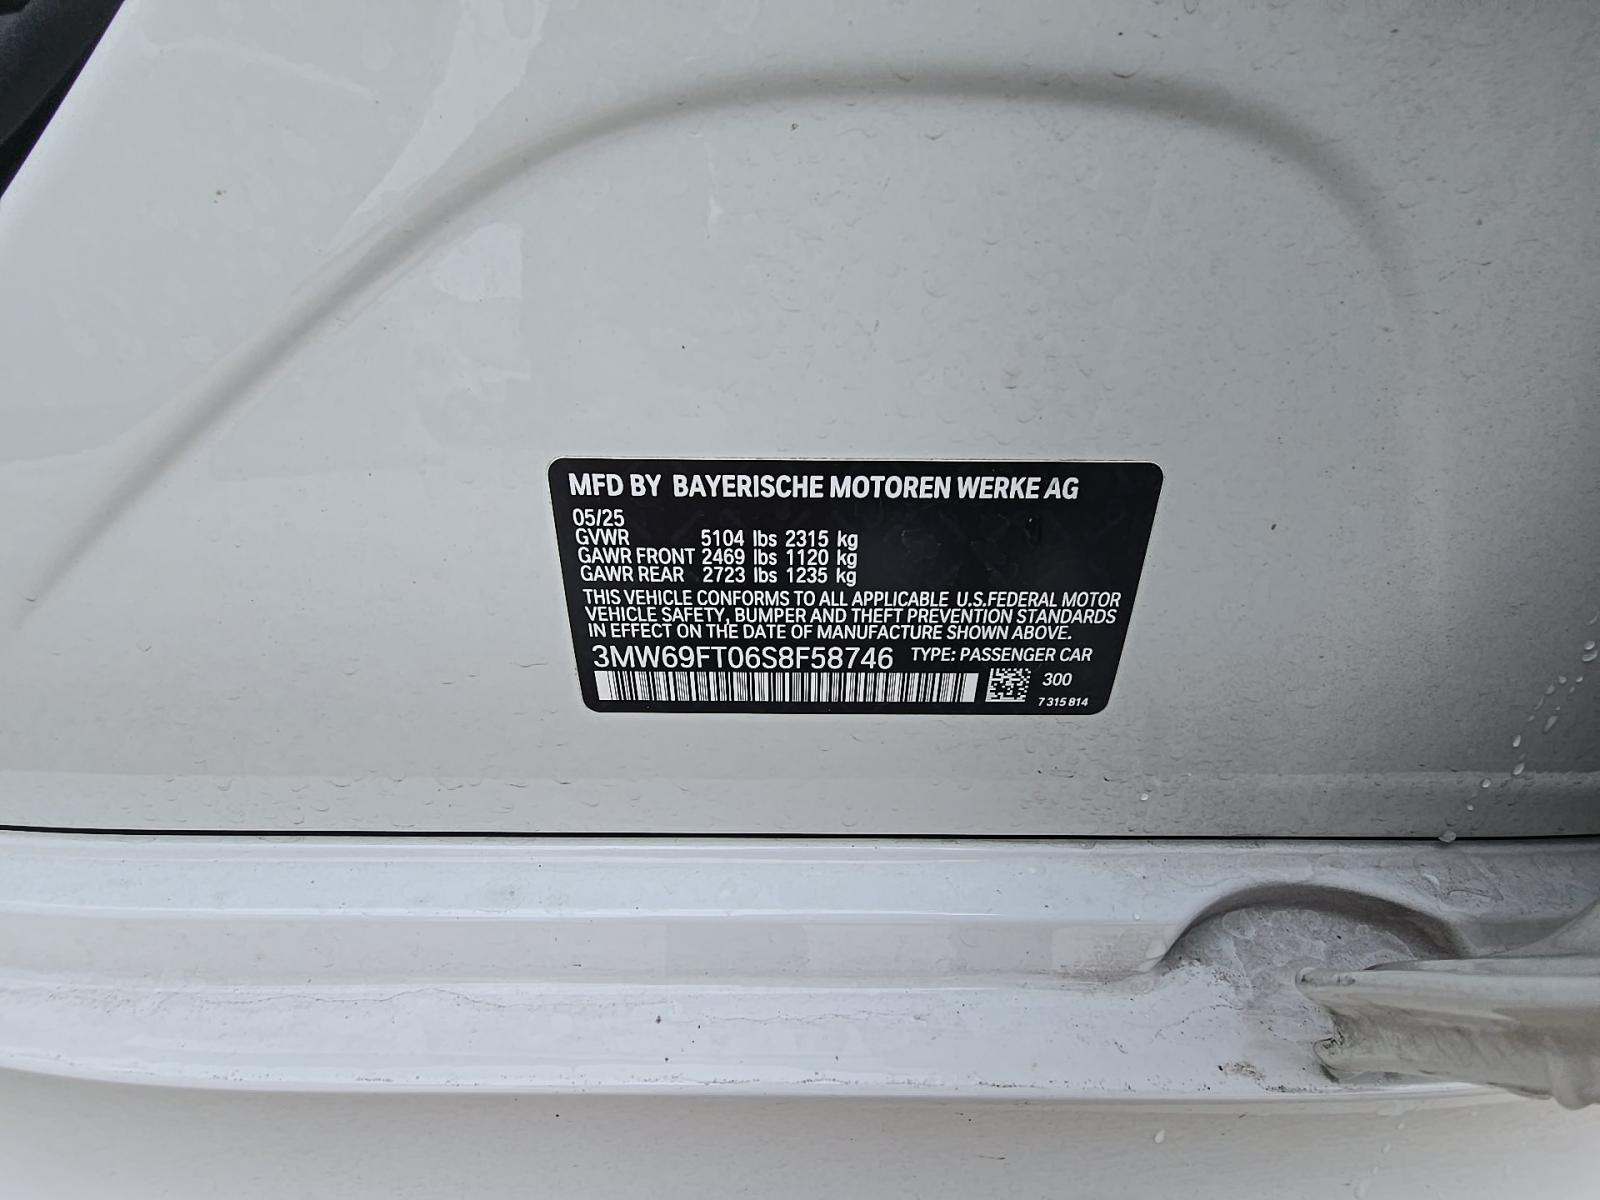 MFD BY BAYERISCHE MOTOREN WERKE AG
05/25
GVWR 5104 lbs 2315 kg
GAWR FRONT 2469 lbs 1120 kg
GAWR REAR 2723 lbs 1235 kg
THIS VEHICLE CONFORMS TO ALL APPLICABLE U.S.FEDERAL MOTOR
VEHICLE SAFETY, BUMPER AND THEFT PREVENTION STANDARDS
IN EFFECT ON THE DATE OF MANUFACTURE SHOWN ABOVE.
3MW69FT06S8F58746 TYPE: PASSENGER CAR
300
7 315 814